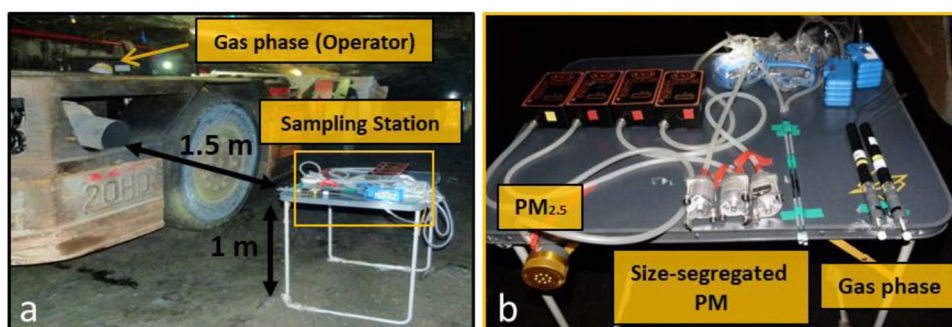 Gas phase (Operator)
Sampling Station
1.5 m
20HD
1 m
a
PM2.5
Size-segregated
PM
Gas phase
b